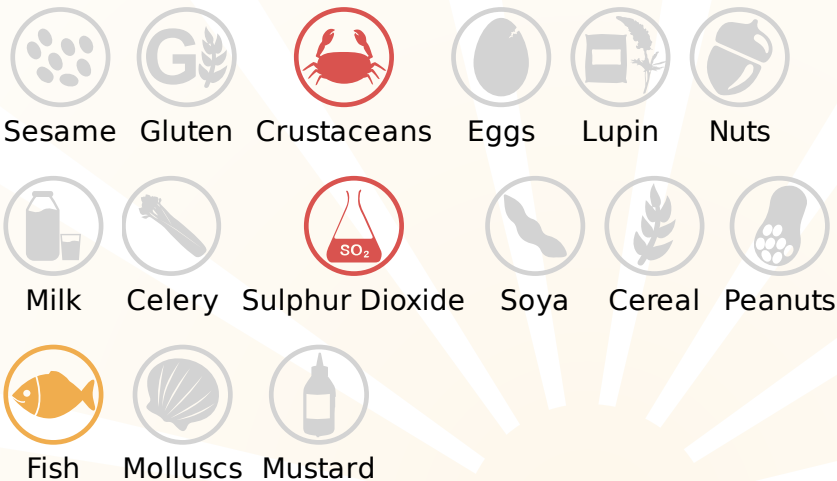 G
Sesame Gluten Crustaceans Eggs Lupin Nuts
SO₂
Milk Celery Sulphur Dioxide Soya Cereal Peanuts
Fish Molluscs Mustard